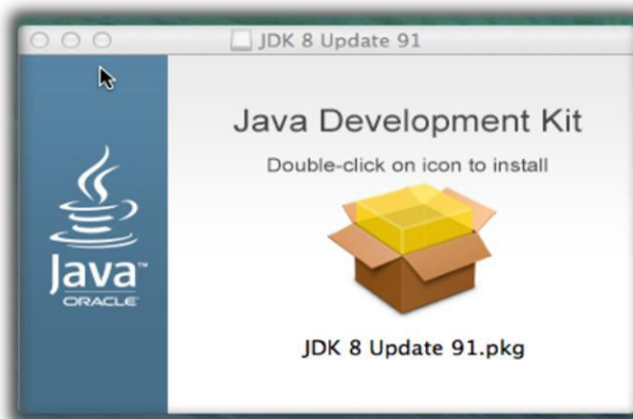 JDK 8 Update 91
Java Development Kit
Double-click on icon to install
JDK 8 Update 91.pkg
Java™
ORACLE